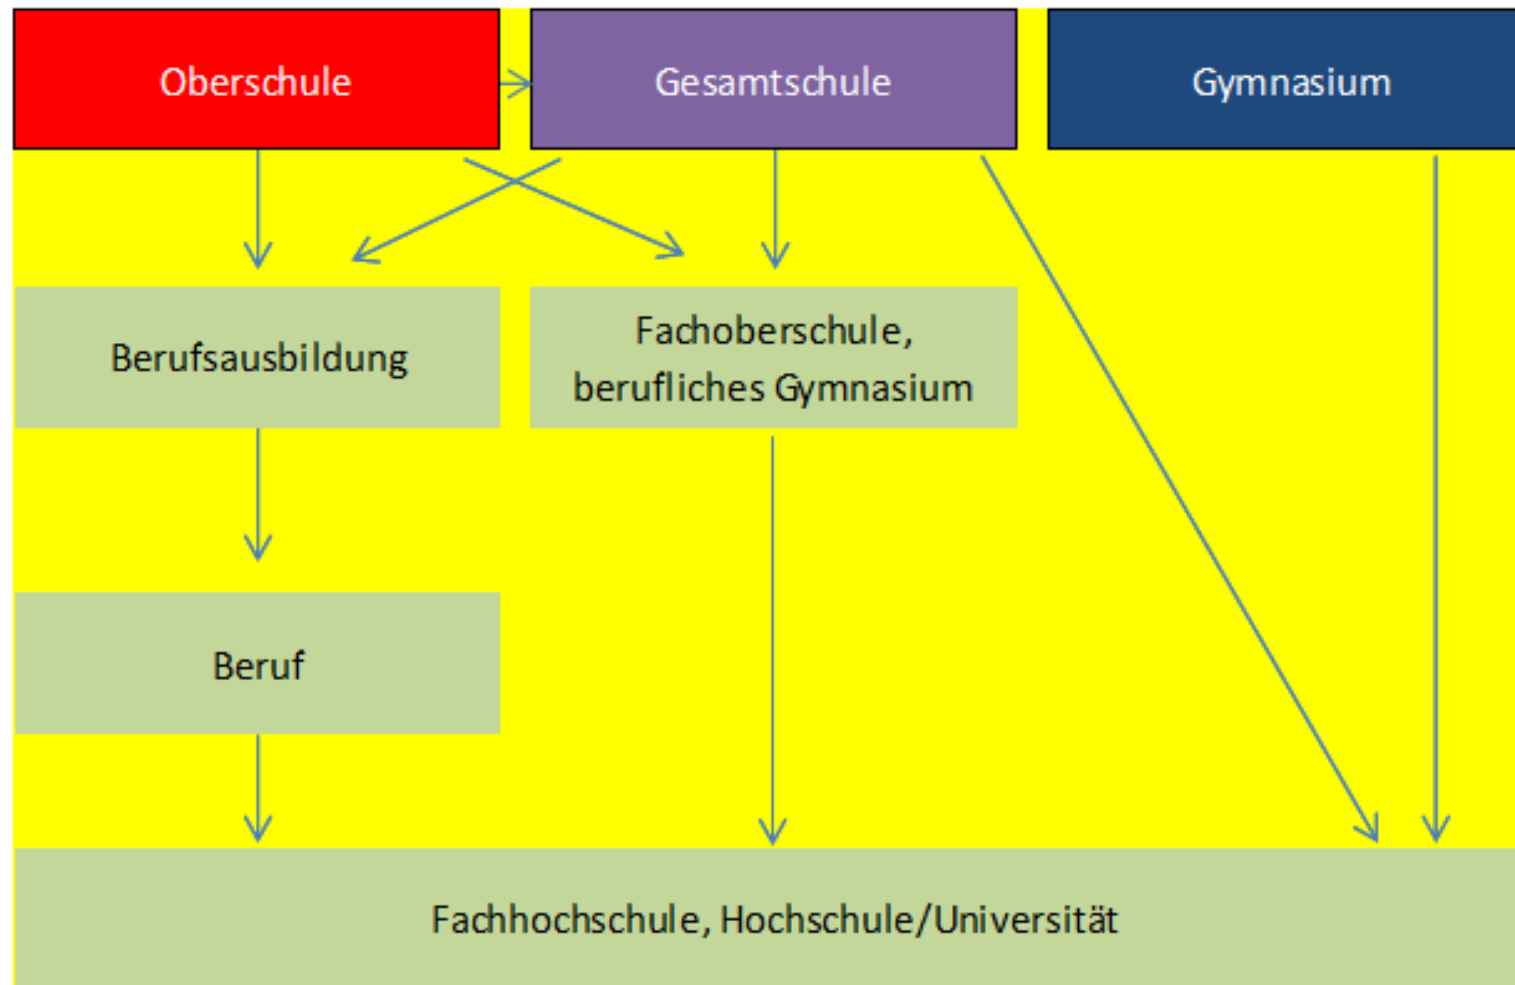 Oberschule
Gesamtschule
Gymnasium
Berufsausbildung
Fachoberschule,
berufliches Gymnasium
Beruf
Fachhochschule, Hochschule/Universität